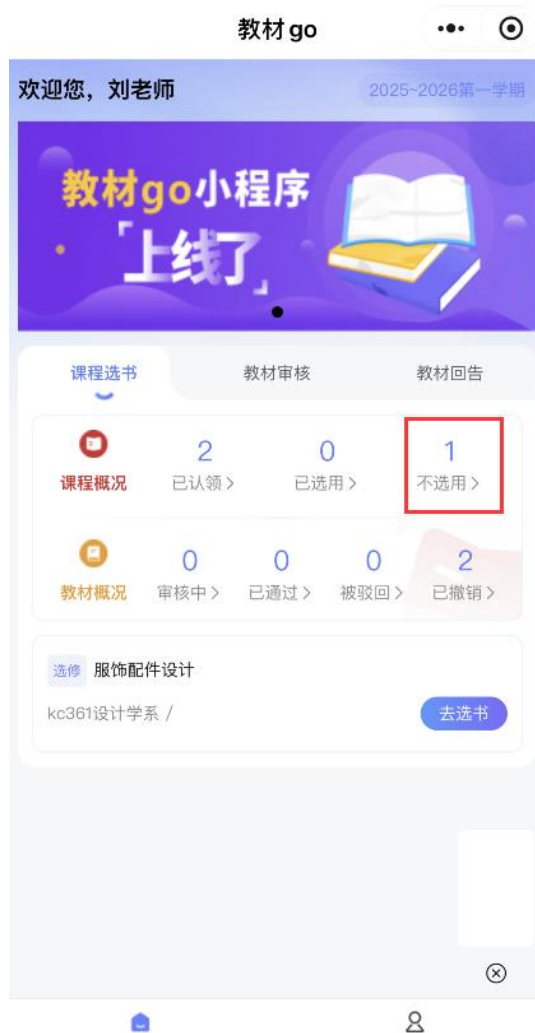 教材go
欢迎您，刘老师
2025~2026第一学期
教材go小程序
「上线了」
课程选书
教材审核
教材回告
2
0
1
课程概况
已认领 >
已选用 >
不选用 >
0
0
0
2
教材概况
审核中 >
已通过 >
被驳回 >
已撤销 >
选修 服饰配件设计
kc361设计学系 /
去选书